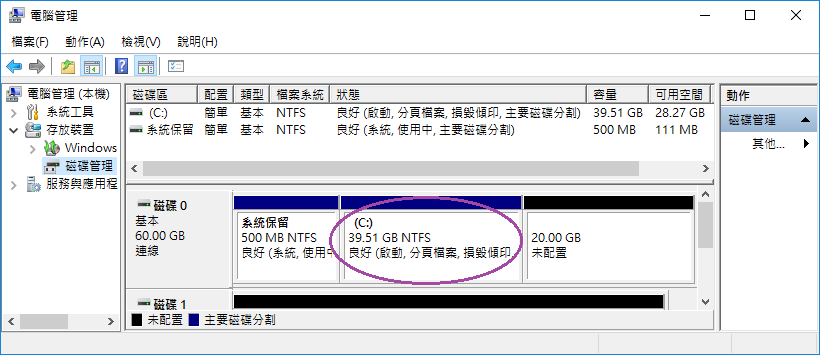 電腦管理
檔案(F) 動作(A) 檢視(V) 說明(H)
電腦管理 (本機)
系統工具
存放裝置
Windows
磁碟管理
服務與應用程
磁碟區 配置 類型 檔案系統 狀態 容量 可用空間
(C:) 簡單 基本 NTFS 良好 (啟動, 分頁檔案, 損毀傾印, 主要磁碟分割) 39.51 GB 28.27 G
系統保留 簡單 基本 NTFS 良好 (系統, 使用中, 主要磁碟分割) 500 MB 111 MB
磁碟 0
基本
60.00 GB
連線
系統保留
500 MB NTFS
良好 (系統, 使用中
(C:)
39.51 GB NTFS
良好 (啟動, 分頁檔案, 損毀傾印
20.00 GB
未配置
磁碟 1
未配置 主要磁碟分割
動作
磁碟管理
其他...